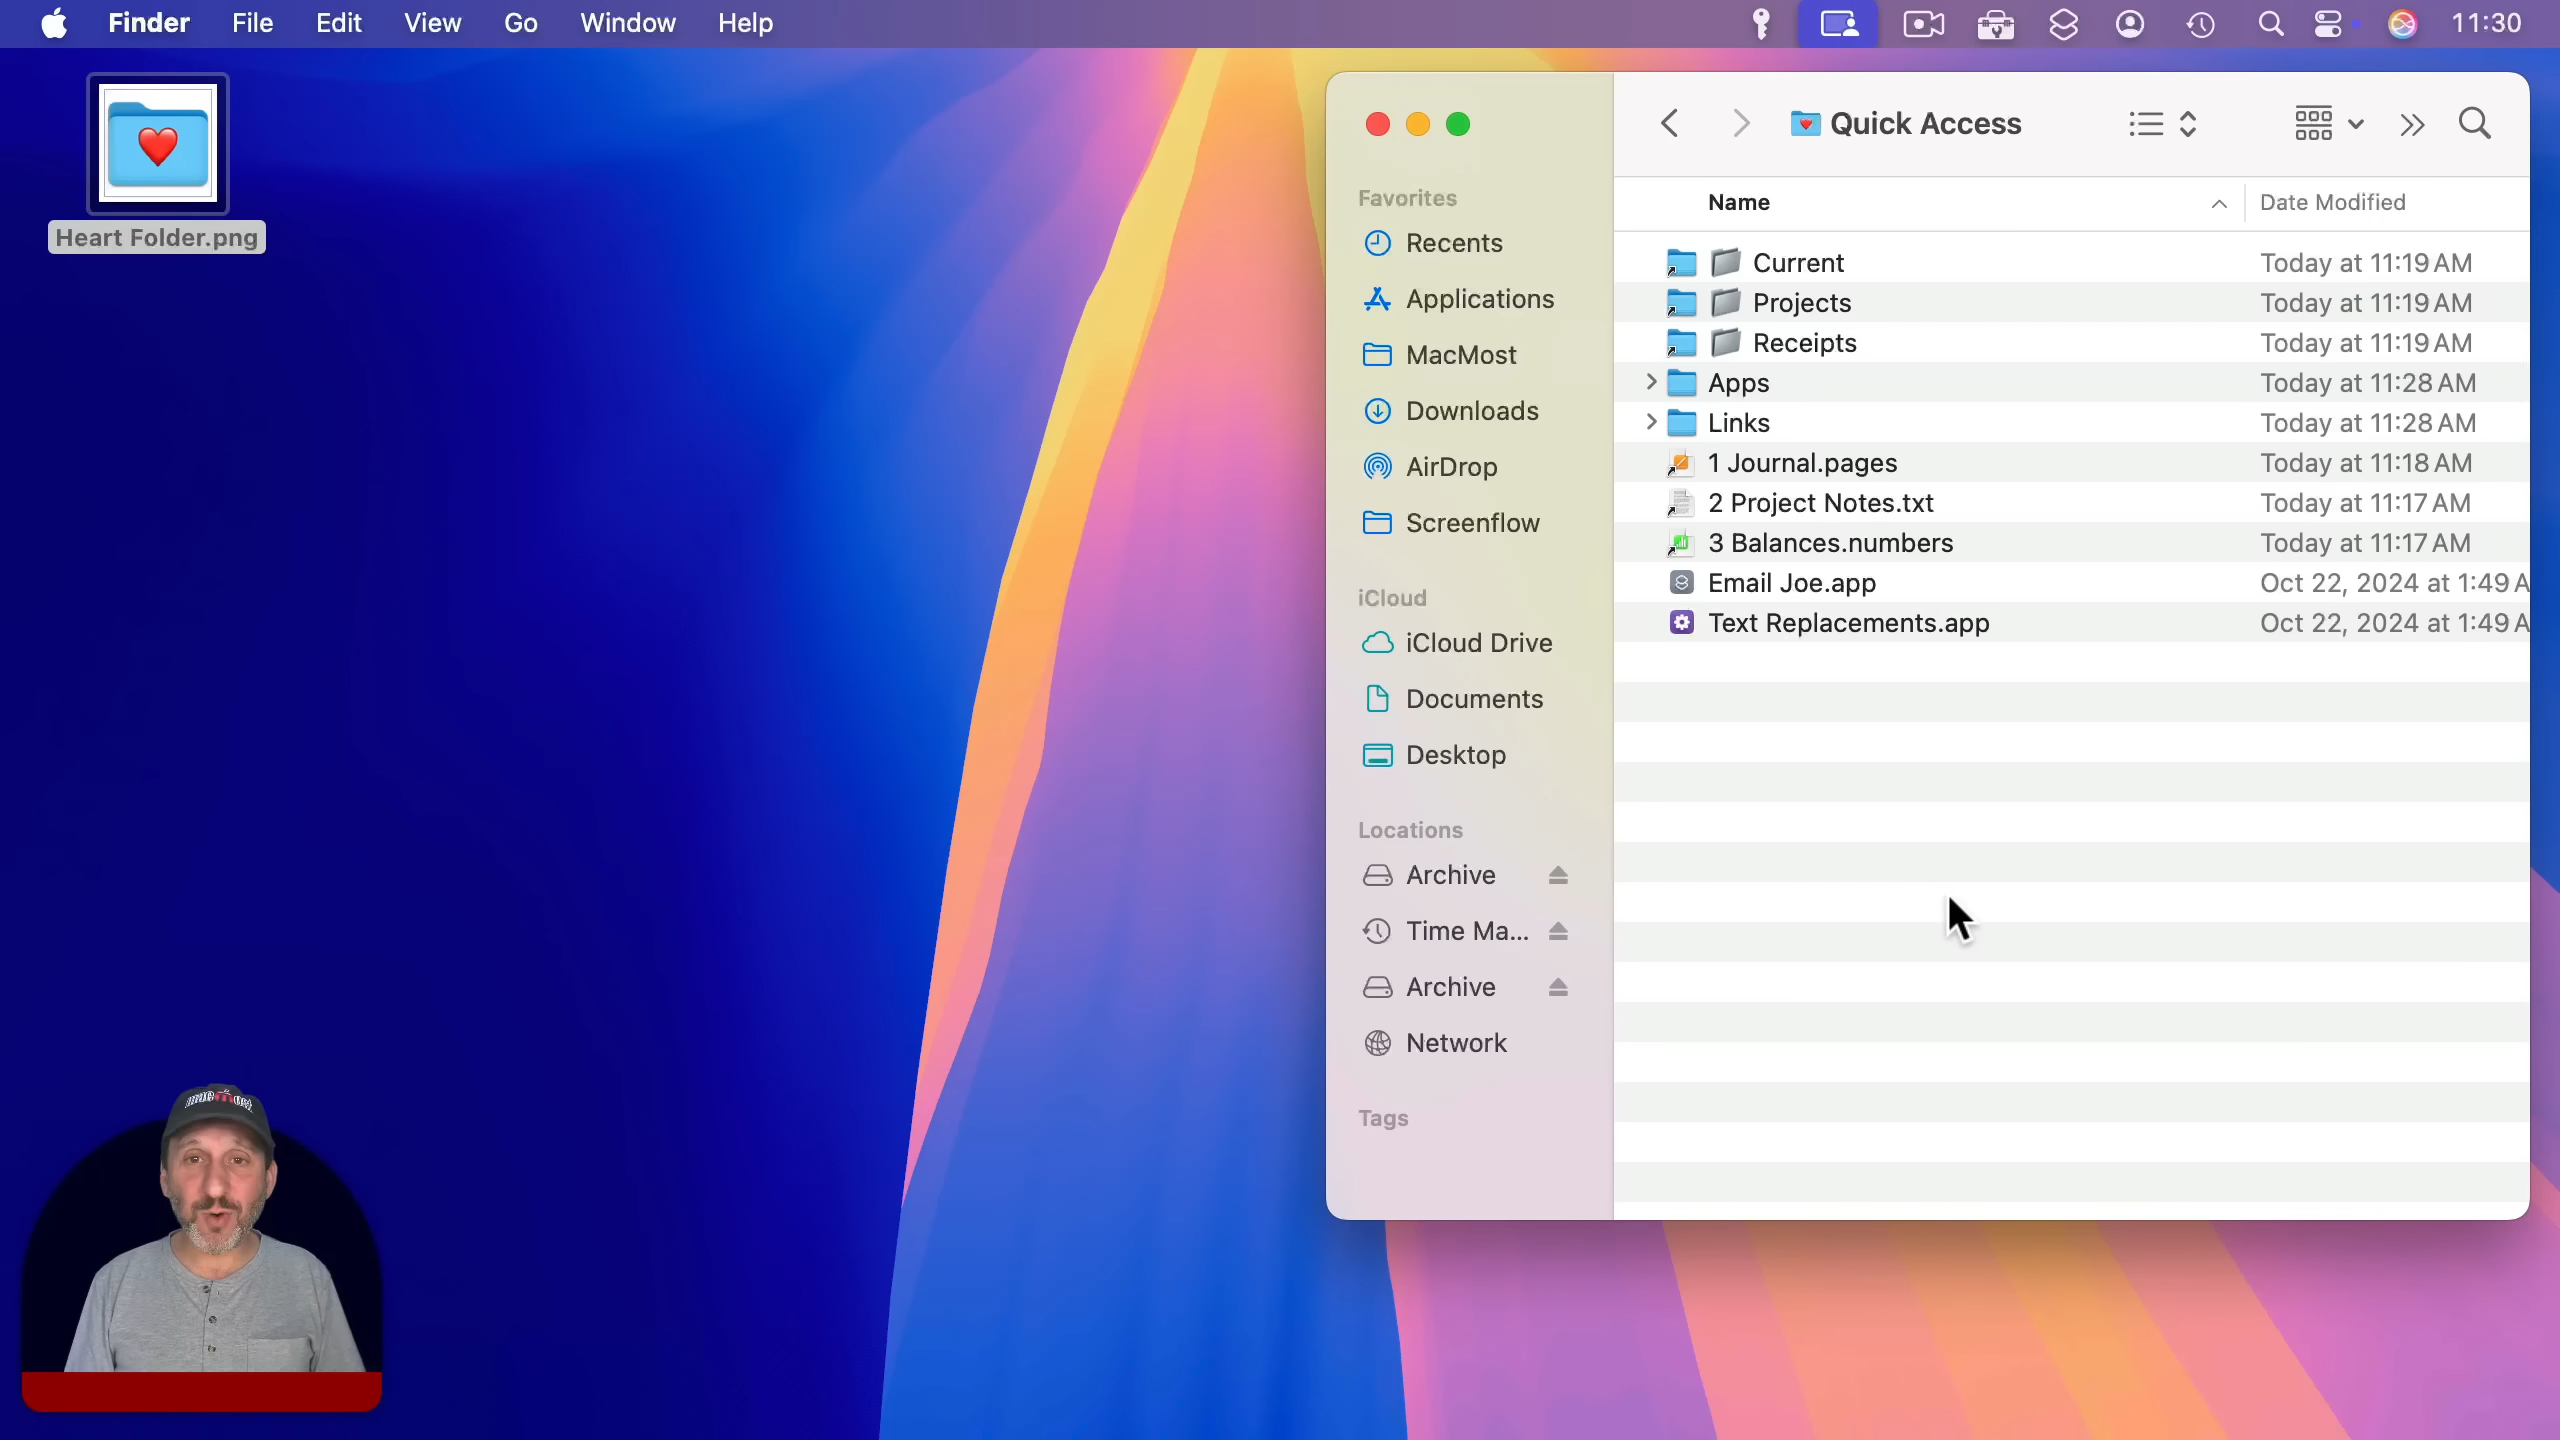 Finder File Edit View Go Window Help 11:30
Heart Folder.png
Quick Access
Favorites
Recents
Applications
MacMost
Downloads
AirDrop
Screenflow
iCloud
iCloud Drive
Documents
Desktop
Locations
Archive
Time Ma...
Archive
Network
Tags
Name Date Modified
Current Today at 11:19 AM
Projects Today at 11:19 AM
Receipts Today at 11:19 AM
Apps Today at 11:28 AM
Links Today at 11:28 AM
1 Journal.pages Today at 11:18 AM
2 Project Notes.txt Today at 11:17 AM
3 Balances.numbers Today at 11:17 AM
Email Joe.app Oct 22, 2024 at 1:49 A
Text Replacements.app Oct 22, 2024 at 1:49 A
macmost